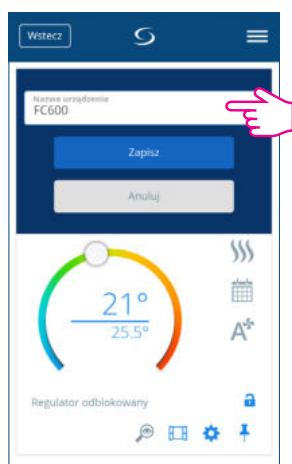 Wstecz
Nazwa urządzenia
FC600
Zapisz
Anuluj
21°
25.5°
A
Regulator odblokowany